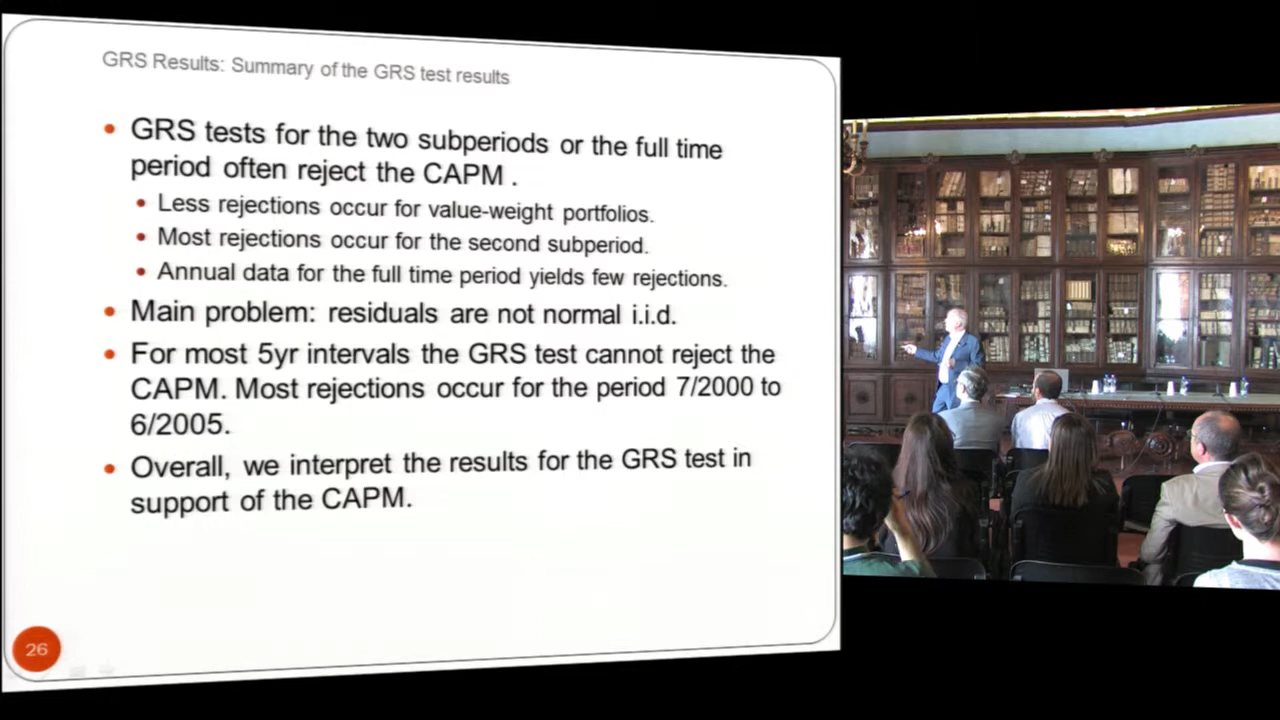 GRS Results: Summary of the GRS test results
• GRS tests for the two subperiods or the full time
period often reject the CAPM .
• Less rejections occur for value-weight portfolios.
• Most rejections occur for the second subperiod.
• Annual data for the full time period yields few rejections.
• Main problem: residuals are not normal i.i.d.
• For most 5yr intervals the GRS test cannot reject the
CAPM. Most rejections occur for the period 7/2000 to
6/2005.
• Overall, we interpret the results for the GRS test in
support of the CAPM.
26